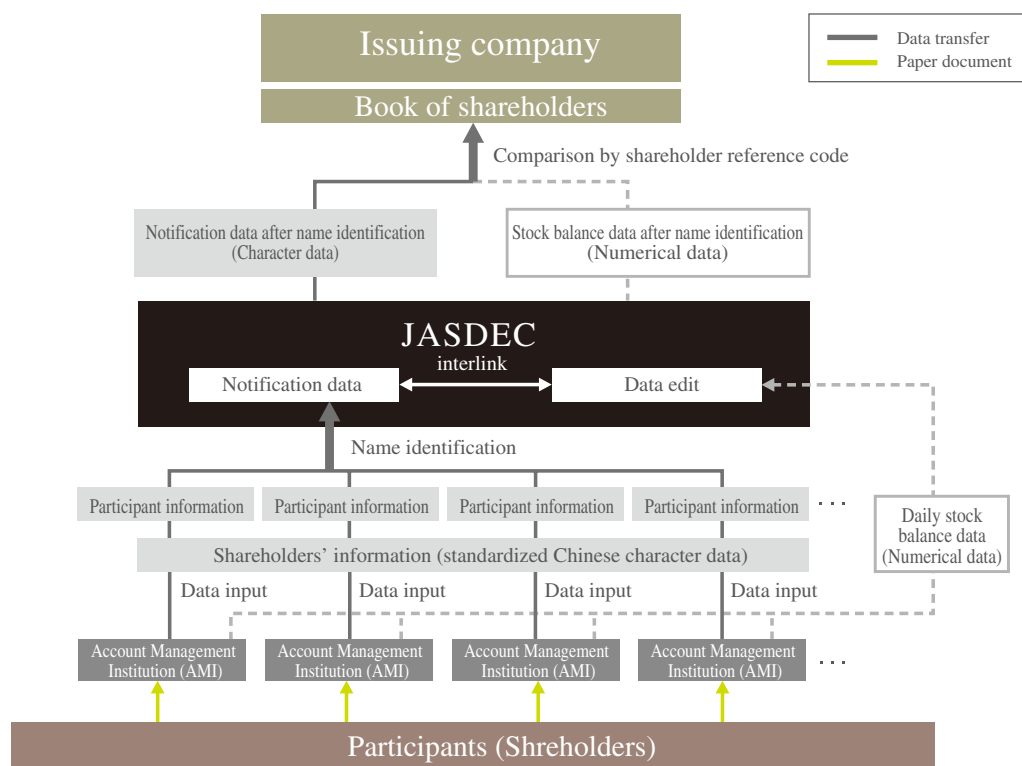 Issuing company
Data transfer
Paper document
Book of shareholders
Comparison by shareholder reference code
Notification data after name identification
(Character data)
Stock balance data after name identification
(Numerical data)
JASDEC
interlink
Notification data
Data edit
Name identification
Participant information
Participant information
Participant information
Participant information
...
Daily stock
balance data
(Numerical data)
Shareholders’ information (standardized Chinese character data)
Data input
Data input
Data input
Data input
Account Management
Institution (AMI)
Account Management
Institution (AMI)
Account Management
Institution (AMI)
Account Management
Institution (AMI)
...
Participants (Shreholders)